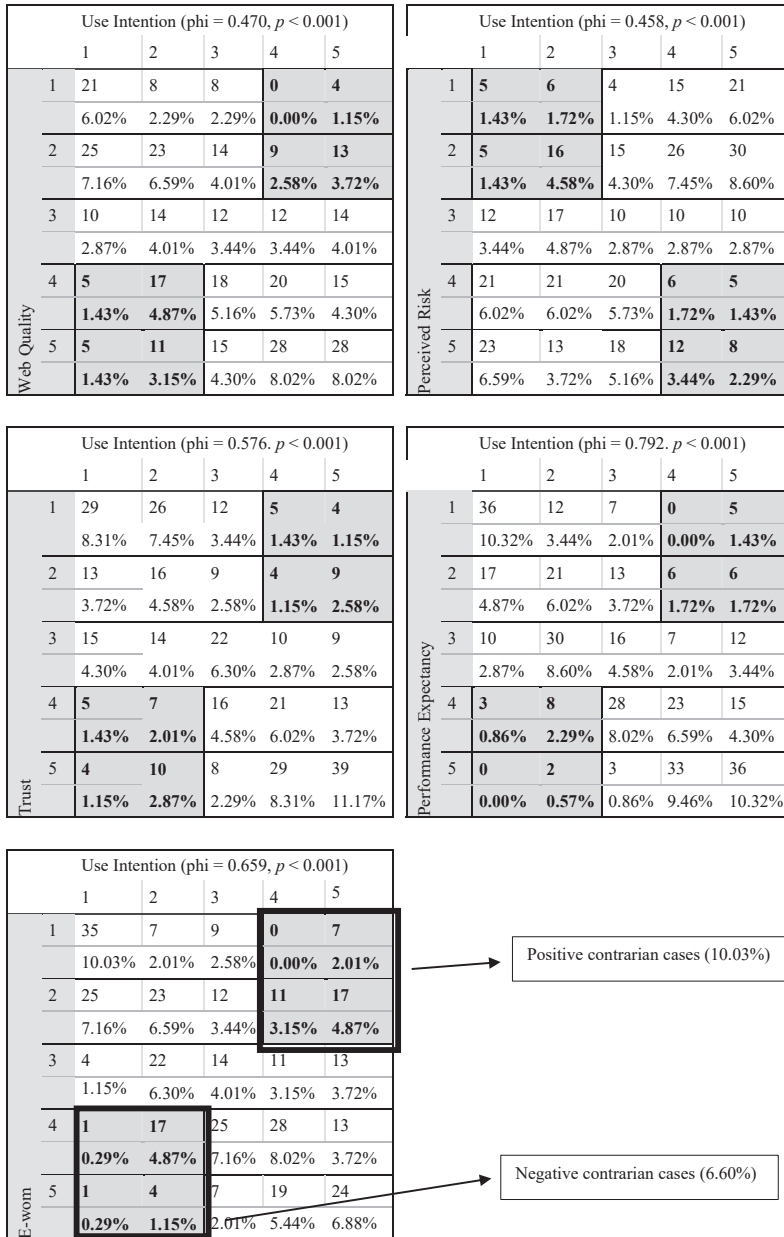 Use Intention (phi = 0.470, p < 0.001)
1 2 3 4 5
Web Quality
1 21 8 8 0 4
6.02% 2.29% 2.29% 0.00% 1.15%
2 25 23 14 9 13
7.16% 6.59% 4.01% 2.58% 3.72%
3 10 14 12 12 14
2.87% 4.01% 3.44% 3.44% 4.01%
4 5 17 18 20 15
1.43% 4.87% 5.16% 5.73% 4.30%
5 5 11 15 28 28
1.43% 3.15% 4.30% 8.02% 8.02%
Use Intention (phi = 0.458, p < 0.001)
1 2 3 4 5
Perceived Risk
1 5 6 4 15 21
1.43% 1.72% 1.15% 4.30% 6.02%
2 5 16 15 26 30
1.43% 4.58% 4.30% 7.45% 8.60%
3 12 17 10 10 10
3.44% 4.87% 2.87% 2.87% 2.87%
4 21 21 20 6 5
6.02% 6.02% 5.73% 1.72% 1.43%
5 23 13 18 12 8
6.59% 3.72% 5.16% 3.44% 2.29%
Use Intention (phi = 0.576. p < 0.001)
1 2 3 4 5
Trust
1 29 26 12 5 4
8.31% 7.45% 3.44% 1.43% 1.15%
2 13 16 9 4 9
3.72% 4.58% 2.58% 1.15% 2.58%
3 15 14 22 10 9
4.30% 4.01% 6.30% 2.87% 2.58%
4 5 7 16 21 13
1.43% 2.01% 4.58% 6.02% 3.72%
5 4 10 8 29 39
1.15% 2.87% 2.29% 8.31% 11.17%
Use Intention (phi = 0.792. p < 0.001)
1 2 3 4 5
Performance Expectancy
1 36 12 7 0 5
10.32% 3.44% 2.01% 0.00% 1.43%
2 17 21 13 6 6
4.87% 6.02% 3.72% 1.72% 1.72%
3 10 30 16 7 12
2.87% 8.60% 4.58% 2.01% 3.44%
4 3 8 28 23 15
0.86% 2.29% 8.02% 6.59% 4.30%
5 0 2 3 33 36
0.00% 0.57% 0.86% 9.46% 10.32%
Use Intention (phi = 0.659, p < 0.001)
1 2 3 4 5
E-wom
1 35 7 9 0 7
10.03% 2.01% 2.58% 0.00% 2.01%
2 25 23 12 11 17
7.16% 6.59% 3.44% 3.15% 4.87%
3 4 22 14 11 13
1.15% 6.30% 4.01% 3.15% 3.72%
4 1 17 25 28 13
0.29% 4.87% 7.16% 8.02% 3.72%
5 1 4 7 19 24
0.29% 1.15% 2.01% 5.44% 6.88%
Positive contrarian cases (10.03%)
Negative contrarian cases (6.60%)